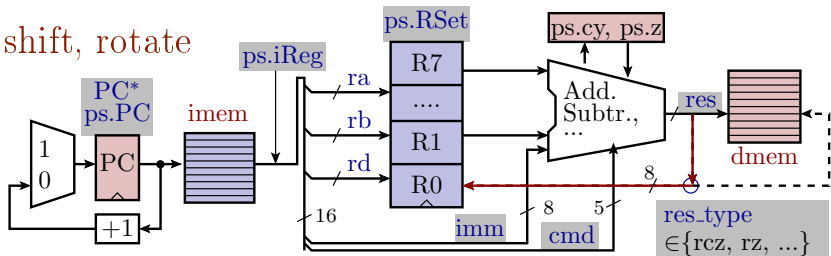 shift, rotate
PC*
ps.PC
1
0
PC
+1
imem
ps.iReg
16
ra
rb
rd
ps.RSet
R7
....
R1
R0
imm
8
cmd
5
ps.cy, ps.z
Add.
Subtr.,
...
res
dmem
8
res_type
∈{rcz, rz, ...}